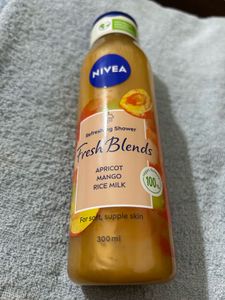 NIVEA
Refreshing Shower
Fresh Blends
APRICOT
MANGO
RICE MILK
100%
For soft, supple skin
300ml